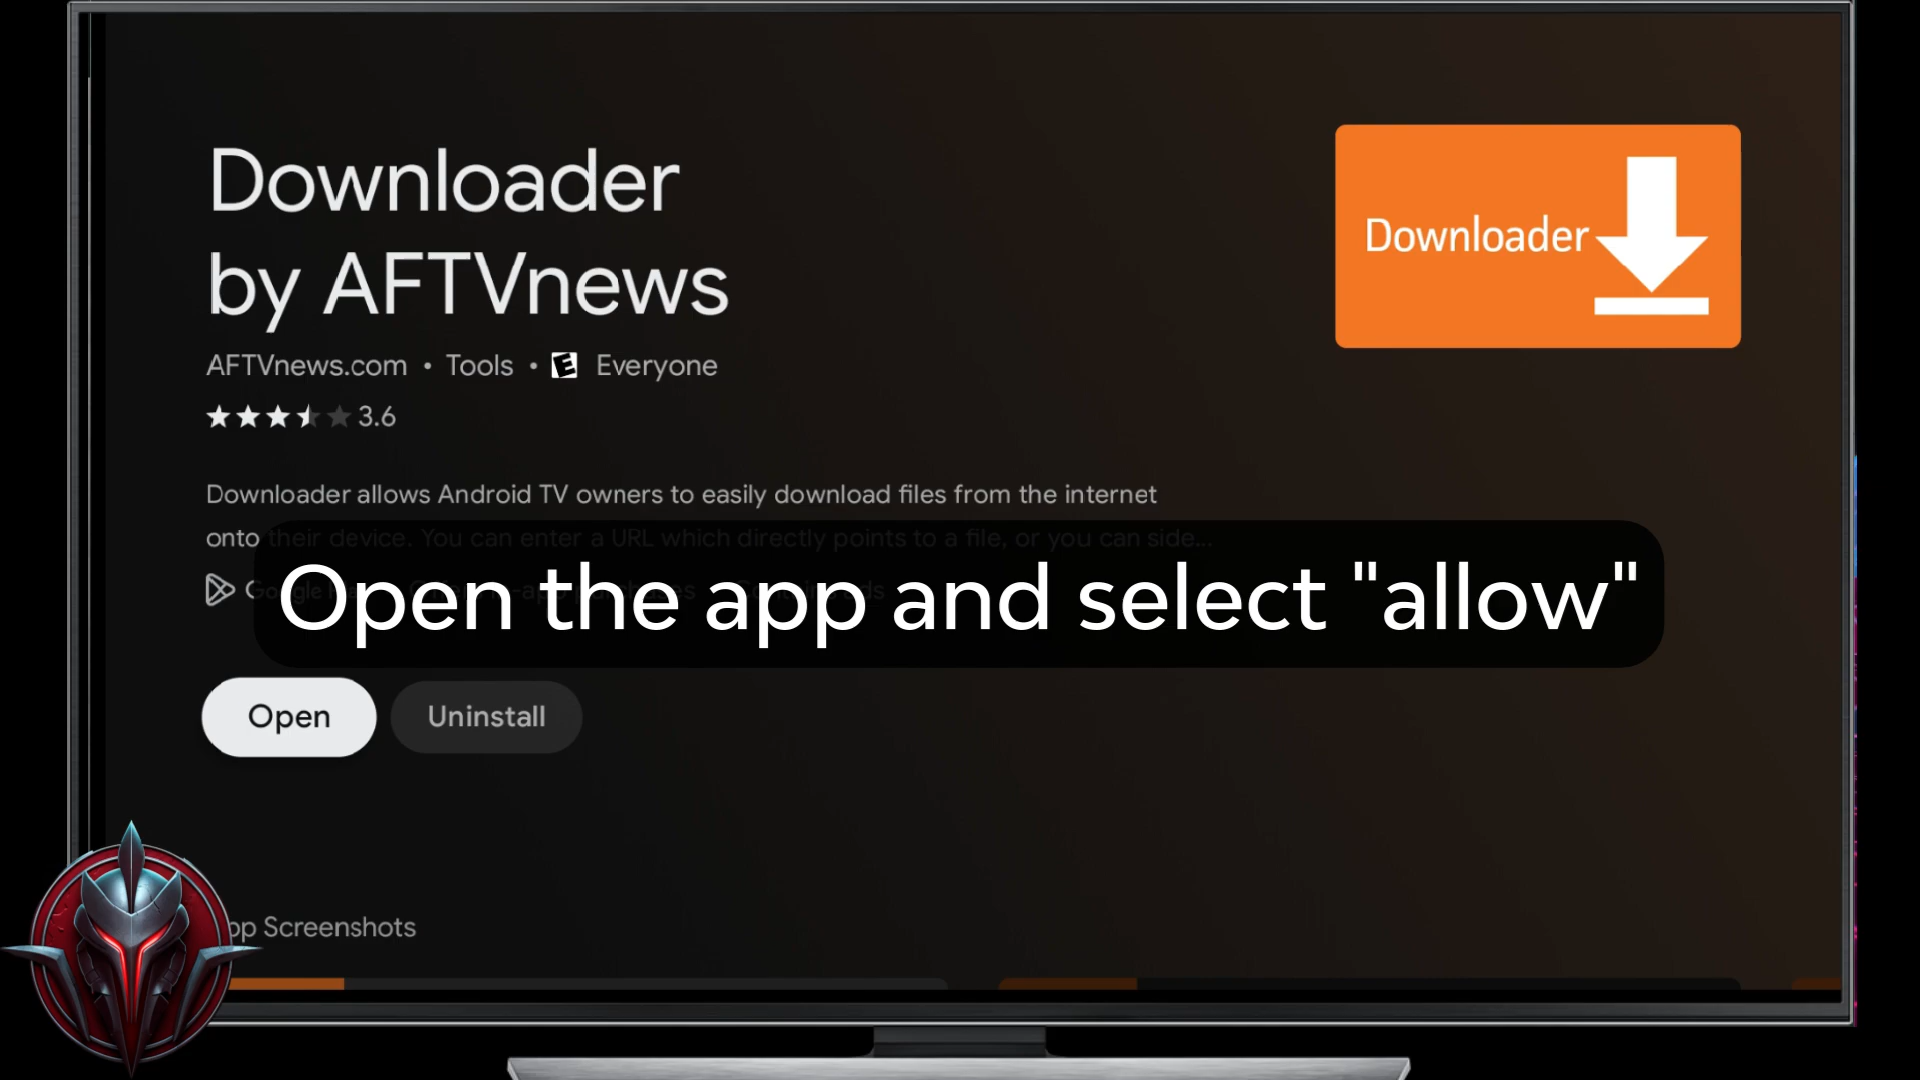 Downloader
by AFTVnews
Downloader
AFTVnews.com • Tools • E Everyone
3.6
Downloader allows Android TV owners to easily download files from the internet
onto their device. You can enter a URL which directly points to a file, or you can side...
Open the app and select "allow"
Open
Uninstall
Screenshots